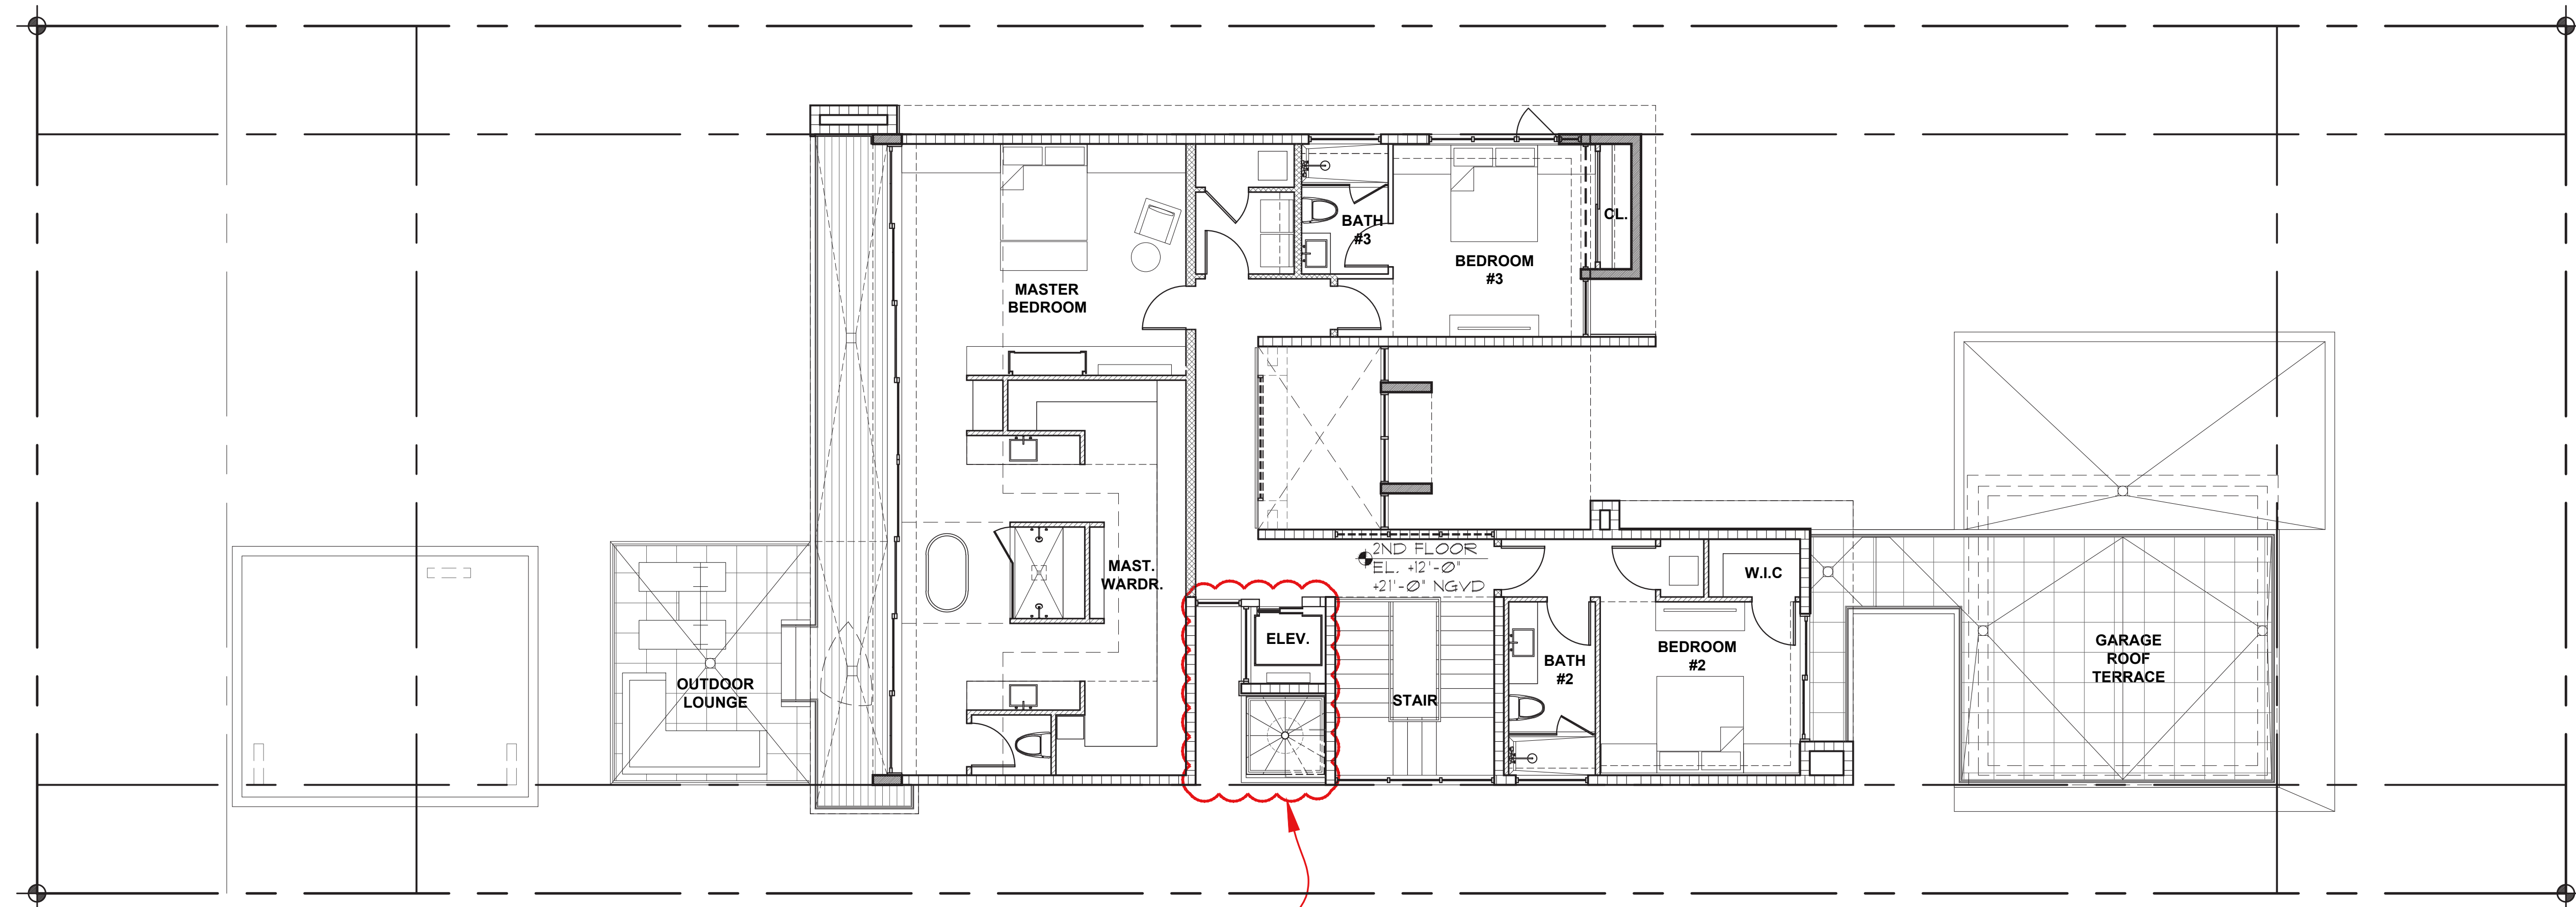 BATH
#3
CL.
BEDROOM
#3
MASTER
BEDROOM
2ND FLOOR
EL. +12'-0"
+21'-0" NGVD
MAST.
WARDR.
W.I.C
ELEV.
BATH
#2
BEDROOM
#2
GARAGE
ROOF
TERRACE
OUTDOOR
LOUNGE
STAIR